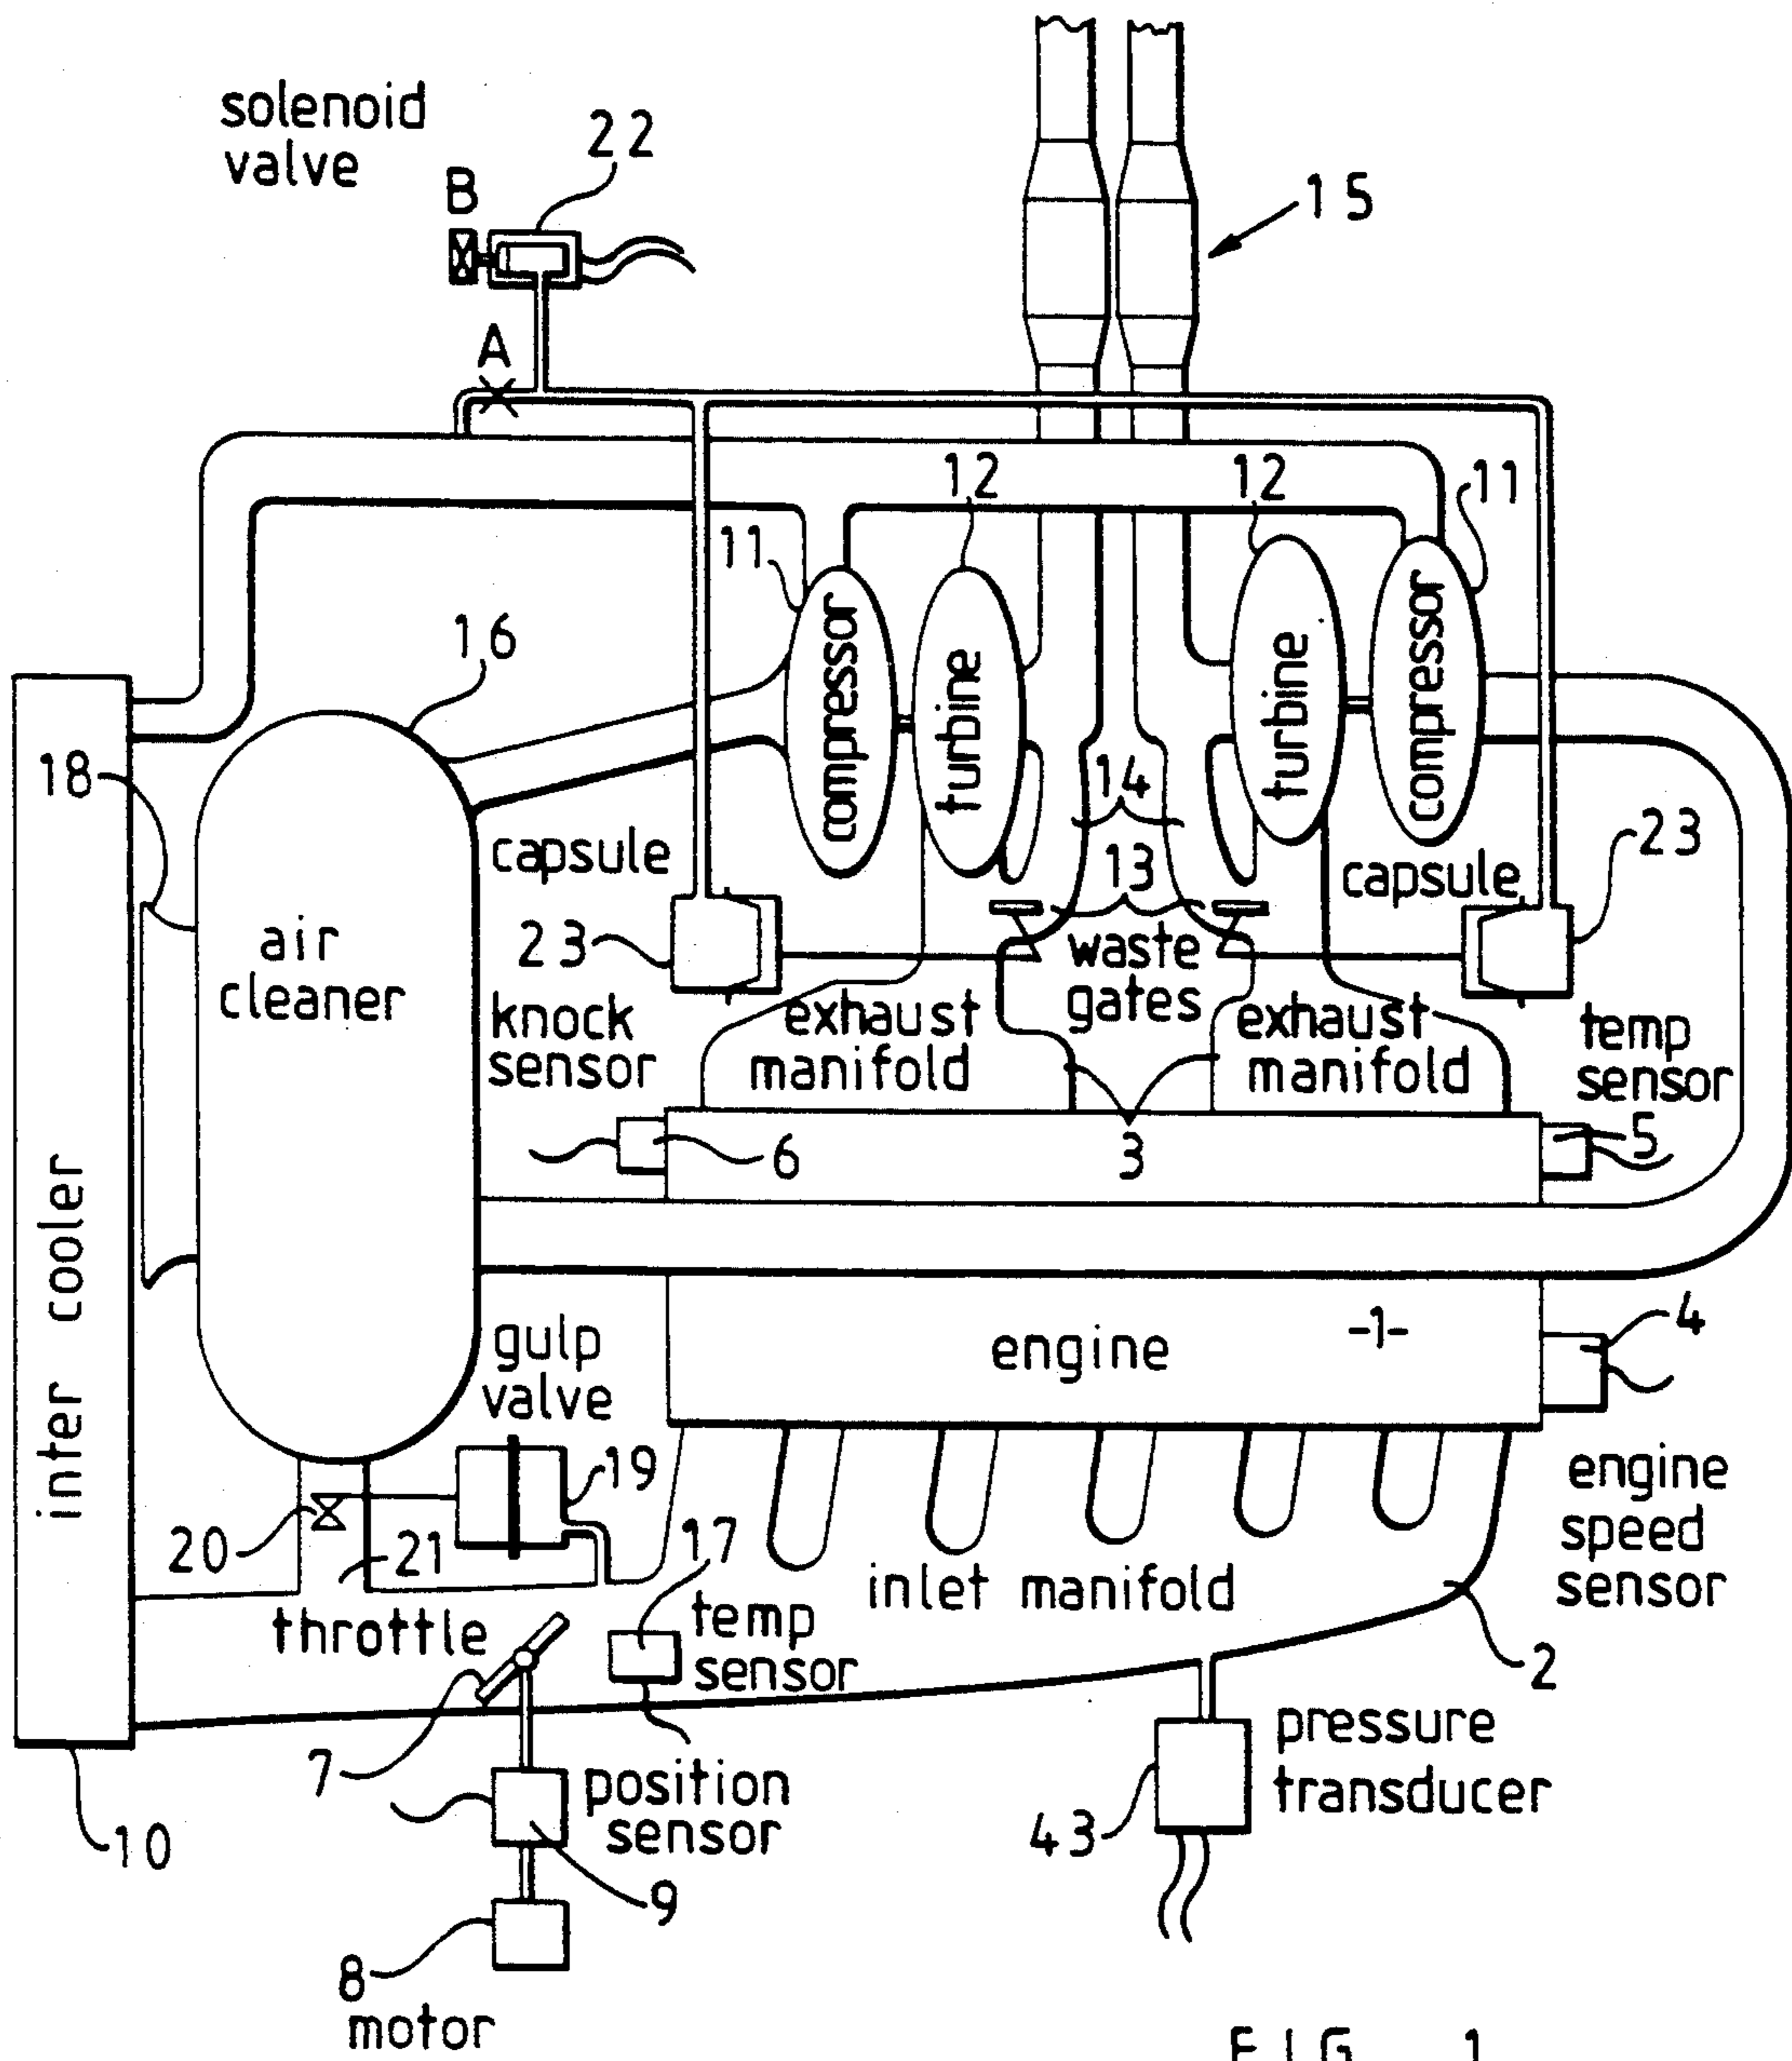 solenoid
valve
22
B
15
A
12
12
11
11
16
compressor
turbine
turbine
compressor
18
14
capsule
13
capsule
23
air
cleaner
23
waste
gates
knock
sensor
exhaust
manifold
exhaust
manifold
temp
sensor
6
3
5
inter cooler
gulp
valve
engine
-1-
4
19
20
21
17
engine
speed
sensor
inlet manifold
throttle
temp
sensor
2
7
position
sensor
pressure
transducer
10
43
9
8
motor
FIG 1